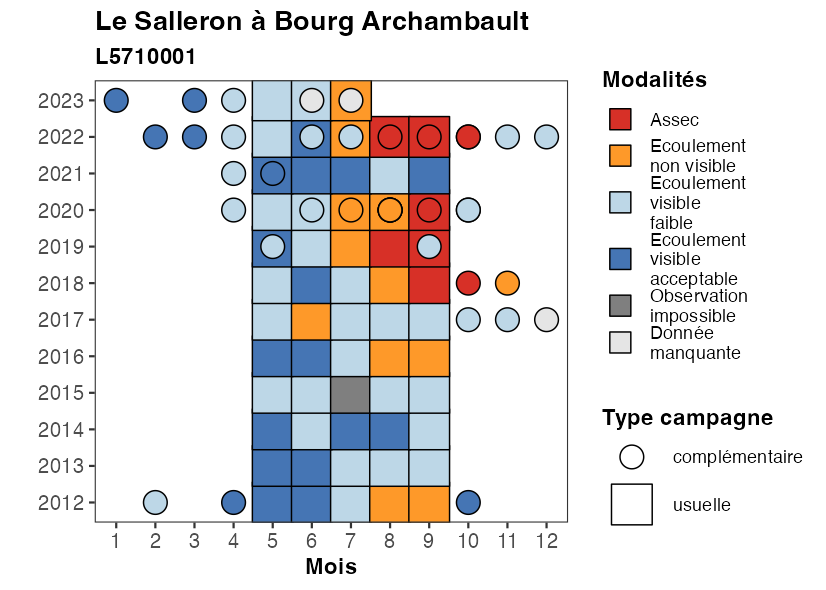 Le Salleron à Bourg Archambault
L5710001
2023
2022
2021
2020
2019
2018
2017
2016
2015
2014
2013
2012
1 2 3 4 5 6 7 8 9 10 11 12
Mois
Modalités
Assec
Ecoulement
non visible
Ecoulement
visible
faible
Ecoulement
visible
acceptable
Observation
impossible
Donnée
manquante
Type campagne
complémentaire
usuelle